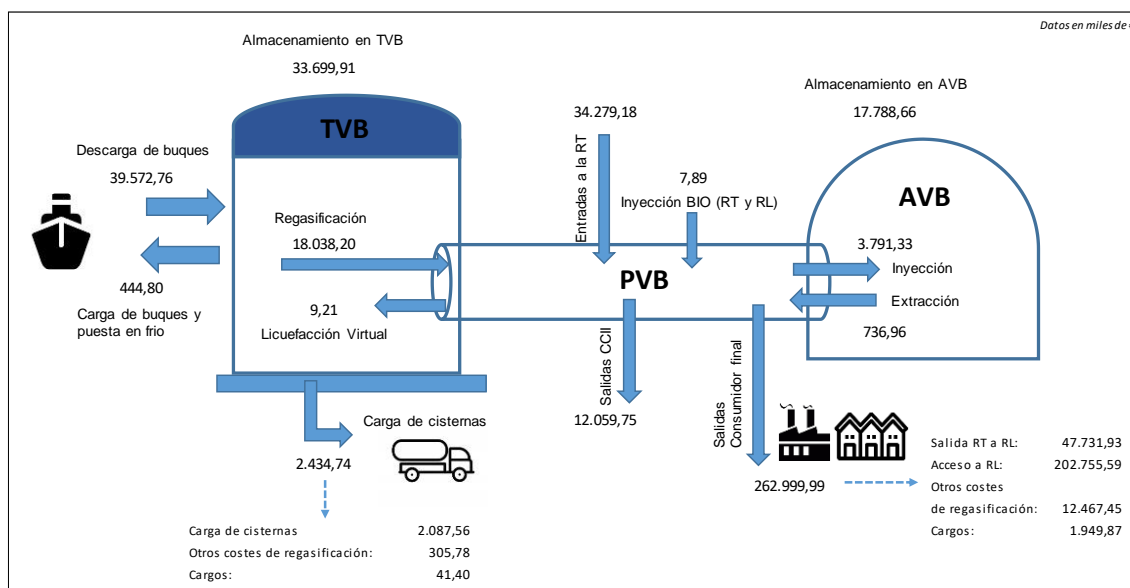 Datos en miles de
Almacenamiento en TVB
33.699,91
TVB
Descarga de buques
39.572,76
444,80
Carga de buques y
puesta en frio
Regasificación
18.038,20
9,21
Licuefacción Virtual
Carga de cisternas
2.434,74
Carga de cisternas 2.087,56
Otros costes de regasificación: 305,78
Cargos: 41,40
34.279,18
Entradas a la RT
7,89
Inyección BIO (RT y RL)
PVB
Salidas CCII
12.059,75
Salidas
Consumidor final
262.999,99
Almacenamiento en AVB
17.788,66
AVB
3.791,33
Inyección
Extracción
736,96
Salida RT a RL: 47.731,93
Acceso a RL: 202.755,59
Otros costes
de regasificación: 12.467,45
Cargos: 1.949,87